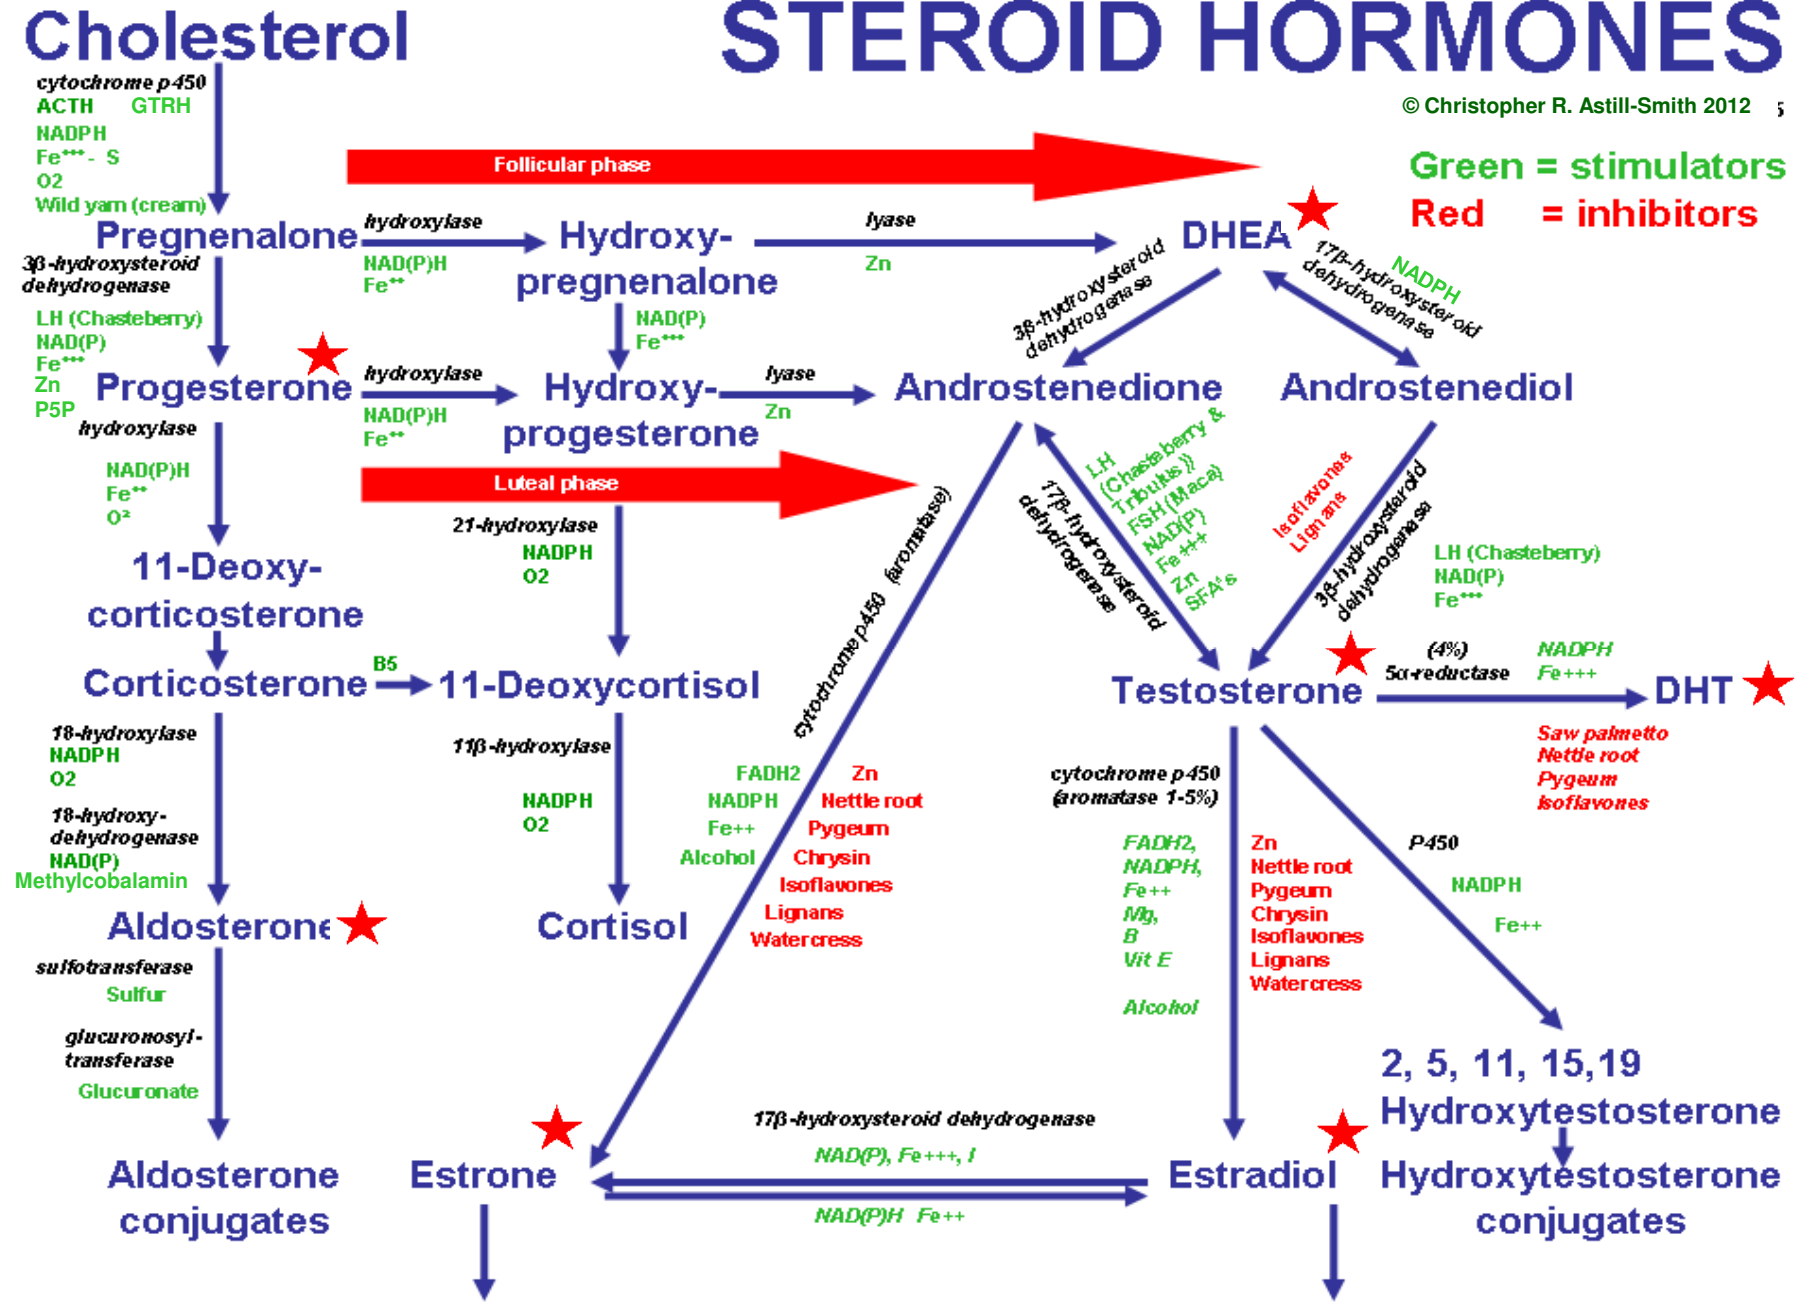 Cholesterol
STEROID HORMONES
© Christopher R. Astill-Smith 2012
Green = stimulators
Red = inhibitors
cytochrome p450
ACTH GTRH
NADPH
Fe+++ - S
O2
Wild yam (cream)
Follicular phase
Pregnenalone
hydroxylase
NAD(P)H
Fe++
Hydroxy-
pregnenalone
lyase
Zn
DHEA
3β-hydroxysteroid
dehydrogenase
LH (Chasteberry)
NAD(P)
Fe+++
Zn
P5P
NAD(P)
Fe+++
3β-hydroxysteroid
dehydrogenase
17β-hydroxysteroid
dehydrogenase
NADPH
Progesterone
hydroxylase
NAD(P)H
Fe++
Hydroxy-
progesterone
lyase
Zn
Androstenedione
Androstenediol
hydroxylase
NAD(P)H
Fe++
O²
Luteal phase
21-hydroxylase
NADPH
O2
cytochrome p450 (aromatase)
17β-hydroxysteroid
dehydrogenase
LH
(Chasteberry &
Tribulus ))
FSH (Maca)
NAD(P)
Fe +++
Zn
SFA's
Isoflavones
Lignans
3β-hydroxysteroid
dehydrogenase
LH (Chasteberry)
NAD(P)
Fe+++
11-Deoxy-
corticosterone
Corticosterone
B5
11-Deoxycortisol
Testosterone
(4%)
5α-reductase
NADPH
Fe+++
DHT
Saw palmetto
Nettle root
Pygeum
Isoflavones
18-hydroxylase
NADPH
O2
18-hydroxy-
dehydrogenase
NAD(P)
Methylcobalamin
11β-hydroxylase
NADPH
O2
FADH2
NADPH
Fe++
Alcohol
Zn
Nettle root
Pygeum
Chrysin
Isoflavones
Lignans
Watercress
cytochrome p450
(aromatase 1-5%)
FADH2,
NADPH,
Fe++
Mg,
B
Vit E
Alcohol
Zn
Nettle root
Pygeum
Chrysin
Isoflavones
Lignans
Watercress
P450
NADPH
Fe++
Aldosterone
Cortisol
sulfotransferase
Sulfur
glucuronosyl-
transferase
Glucuronate
2, 5, 11, 15,19
Hydroxytestosterone
17β-hydroxysteroid dehydrogenase
NAD(P), Fe+++, I
NAD(P)H Fe++
Aldosterone
conjugates
Estrone
Estradiol
Hydroxytestosterone
conjugates